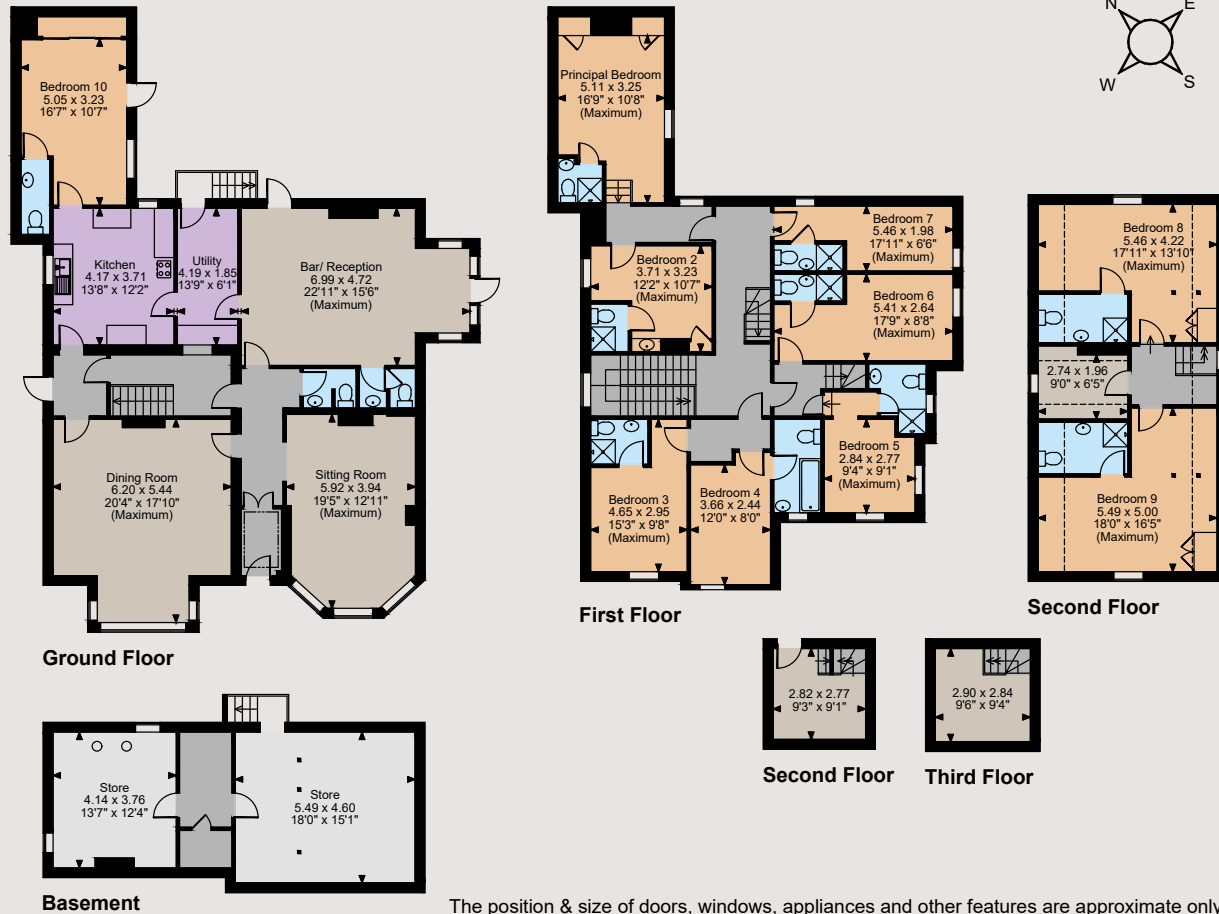 N
E
W
S
Bedroom 10
5.05 x 3.23
16'7" x 10'7"
Kitchen
4.17 x 3.71
13'8" x 12'2"
Utility
4.19 x 1.85
13'9" x 6'1"
Bar/ Reception
6.99 x 4.72
22'11" x 15'6"
(Maximum)
Dining Room
6.20 x 5.44
20'4" x 17'10"
(Maximum)
Sitting Room
5.92 x 3.94
19'5" x 12'11"
(Maximum)
Ground Floor
Principal Bedroom
5.11 x 3.25
16'9" x 10'8"
(Maximum)
Bedroom 7
5.46 x 1.98
17'11" x 6'6"
Bedroom 2
3.71 x 3.23
12'2" x 10'7"
(Maximum)
Bedroom 6
5.41 x 2.64
17'9" x 8'8"
(Maximum)
Bedroom 5
2.84 x 2.77
9'4" x 9'1"
(Maximum)
Bedroom 3
4.65 x 2.95
15'3" x 9'8"
(Maximum)
Bedroom 4
3.66 x 2.44
12'0" x 8'0"
First Floor
Bedroom 8
5.46 x 4.22
17'11" x 13'10"
(Maximum)
2.74 x 1.96
9'0" x 6'5"
Bedroom 9
5.49 x 5.00
18'0" x 16'5"
(Maximum)
Second Floor
2.82 x 2.77
9'3" x 9'1"
Second Floor
2.90 x 2.84
9'6" x 9'4"
Third Floor
Store
4.14 x 3.76
13'7" x 12'4"
Store
5.49 x 4.60
18'0" x 15'1"
Basement
The position & size of doors, windows, appliances and other features are approximate only